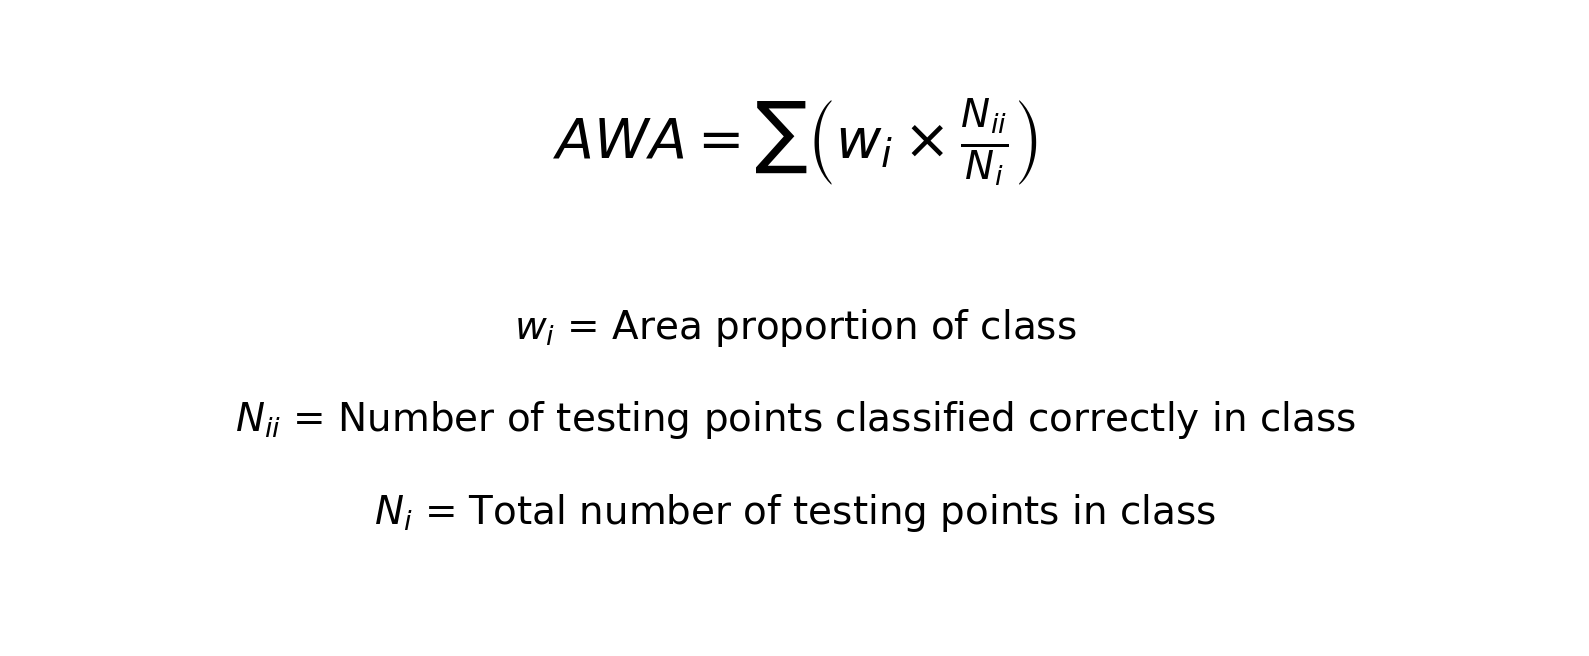 $AWA = \sum \left( w_i \times \frac{N_{ii}}{N_i} \right)$
$w_i$ = Area proportion of class
$N_{ii}$ = Number of testing points classified correctly in class
$N_i$ = Total number of testing points in class